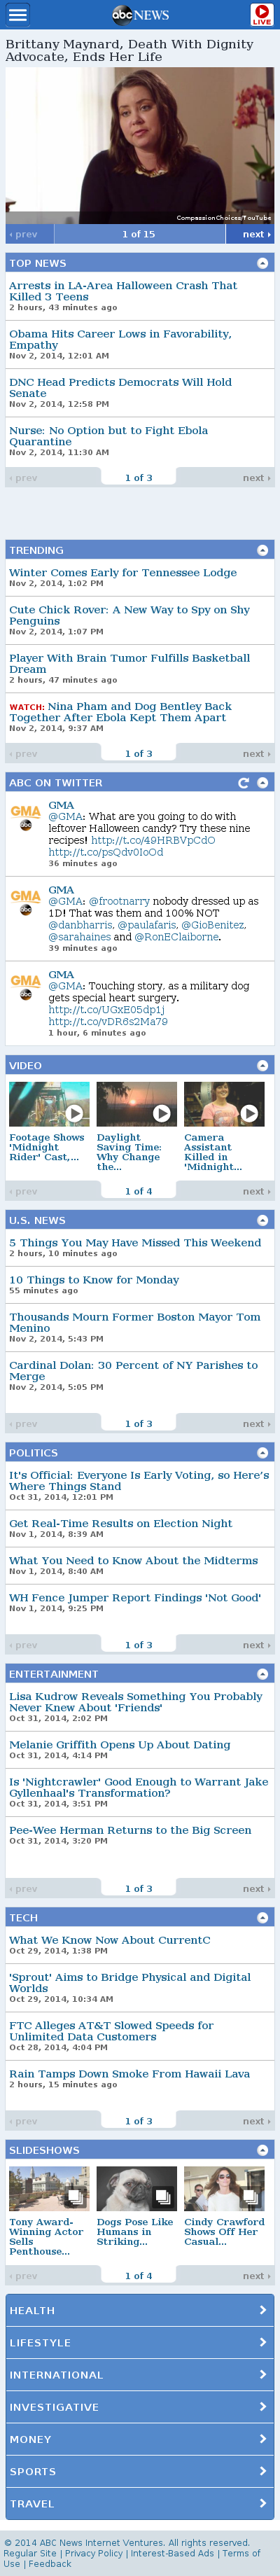 abc NEWS
LIVE
Brittany Maynard, Death With Dignity
Advocate, Ends Her Life
CompassionChoices/YouTube
‹ prev
1 of 15
next ›
TOP NEWS
Arrests in LA-Area Halloween Crash That
Killed 3 Teens
2 hours, 43 minutes ago
Obama Hits Career Lows in Favorability,
Empathy
Nov 2, 2014, 12:01 AM
DNC Head Predicts Democrats Will Hold
Senate
Nov 2, 2014, 12:58 PM
Nurse: No Option but to Fight Ebola
Quarantine
Nov 2, 2014, 11:30 AM
‹ prev
1 of 3
next ›
TRENDING
Winter Comes Early for Tennessee Lodge
Nov 2, 2014, 1:02 PM
Cute Chick Rover: A New Way to Spy on Shy
Penguins
Nov 2, 2014, 1:07 PM
Player With Brain Tumor Fulfills Basketball
Dream
2 hours, 47 minutes ago
WATCH: Nina Pham and Dog Bentley Back
Together After Ebola Kept Them Apart
Nov 2, 2014, 9:37 AM
‹ prev
1 of 3
next ›
ABC ON TWITTER
GMA
abc
GMA
@GMA: What are you going to do with
leftover Halloween candy? Try these nine
recipes! http://t.co/49HRBVpCdO
http://t.co/psQdv0IoOd
36 minutes ago
GMA
abc
GMA
@GMA: @frootnarry nobody dressed up as
1D! That was them and 100% NOT
@danbharris, @paulafaris, @GioBenitez,
@sarahaines and @RonEClaiborne.
39 minutes ago
GMA
abc
GMA
@GMA: Touching story, as a military dog
gets special heart surgery.
http://t.co/UGxE05dp1j
http://t.co/vDR6s2Ma79
1 hour, 6 minutes ago
VIDEO
Footage Shows
'Midnight
Rider' Cast,...
Daylight
Saving Time:
Why Change
the...
Camera
Assistant
Killed in
'Midnight...
‹ prev
1 of 4
next ›
U.S. NEWS
5 Things You May Have Missed This Weekend
2 hours, 10 minutes ago
10 Things to Know for Monday
55 minutes ago
Thousands Mourn Former Boston Mayor Tom
Menino
Nov 2, 2014, 5:43 PM
Cardinal Dolan: 30 Percent of NY Parishes to
Merge
Nov 2, 2014, 5:05 PM
‹ prev
1 of 3
next ›
POLITICS
It's Official: Everyone Is Early Voting, so Here’s
Where Things Stand
Oct 31, 2014, 12:01 PM
Get Real-Time Results on Election Night
Nov 1, 2014, 8:39 AM
What You Need to Know About the Midterms
Nov 1, 2014, 8:40 AM
WH Fence Jumper Report Findings 'Not Good'
Nov 1, 2014, 9:25 PM
‹ prev
1 of 3
next ›
ENTERTAINMENT
Lisa Kudrow Reveals Something You Probably
Never Knew About 'Friends'
Oct 31, 2014, 2:02 PM
Melanie Griffith Opens Up About Dating
Oct 31, 2014, 4:14 PM
Is 'Nightcrawler' Good Enough to Warrant Jake
Gyllenhaal's Transformation?
Oct 31, 2014, 3:51 PM
Pee-Wee Herman Returns to the Big Screen
Oct 31, 2014, 3:20 PM
‹ prev
1 of 3
next ›
TECH
What We Know Now About CurrentC
Oct 29, 2014, 1:38 PM
'Sprout' Aims to Bridge Physical and Digital
Worlds
Oct 29, 2014, 10:34 AM
FTC Alleges AT&T Slowed Speeds for
Unlimited Data Customers
Oct 28, 2014, 4:04 PM
Rain Tamps Down Smoke From Hawaii Lava
2 hours, 15 minutes ago
‹ prev
1 of 3
next ›
SLIDESHOWS
Tony Award-
Winning Actor
Sells
Penthouse...
Dogs Pose Like
Humans in
Striking...
Cindy Crawford
Shows Off Her
Casual...
‹ prev
1 of 4
next ›
HEALTH
LIFESTYLE
INTERNATIONAL
INVESTIGATIVE
MONEY
SPORTS
TRAVEL
© 2014 ABC News Internet Ventures. All rights reserved.
Regular Site | Privacy Policy | Interest-Based Ads | Terms of
Use | Feedback